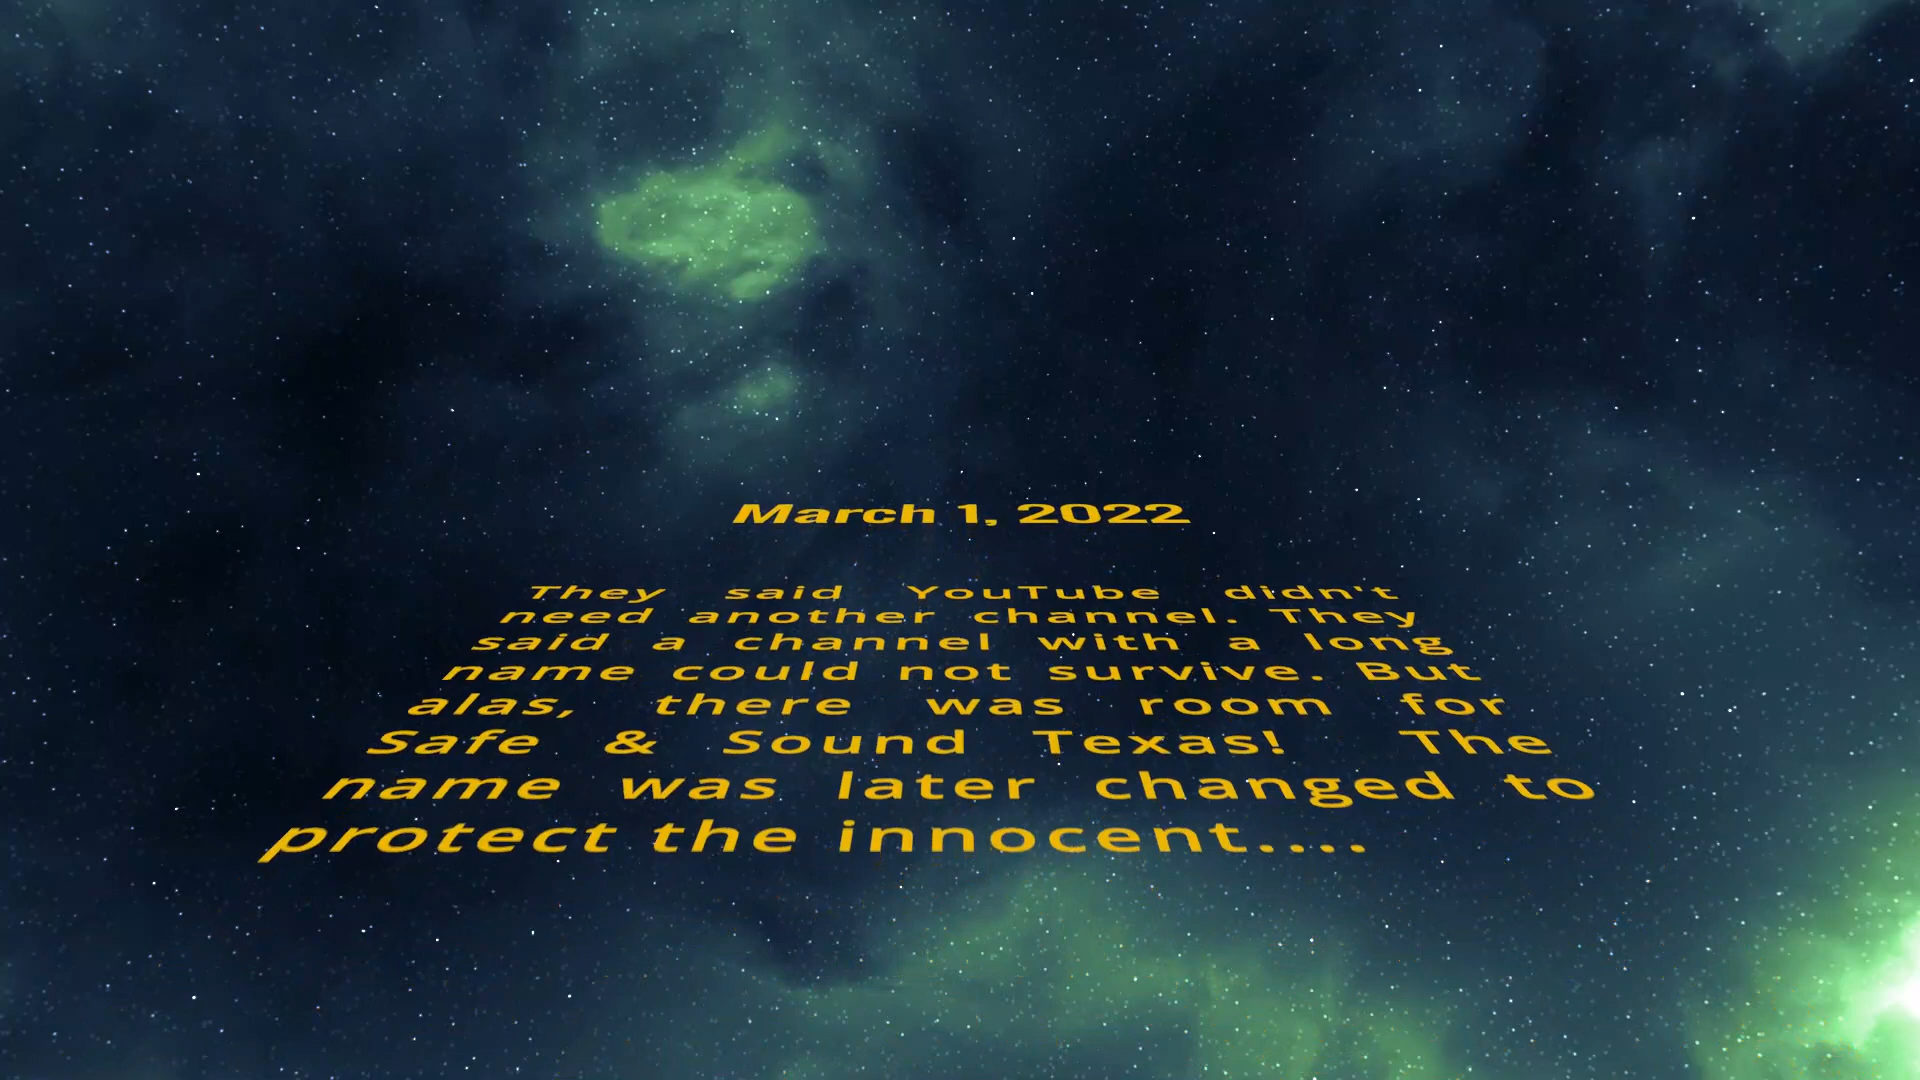 March 1, 2022
They said YouTube didn't
need another channel. They
said a channel with a long
name could not survive. But
alas, there was room for
Safe & Sound Texas! The
name was later changed to
protect the innocent....